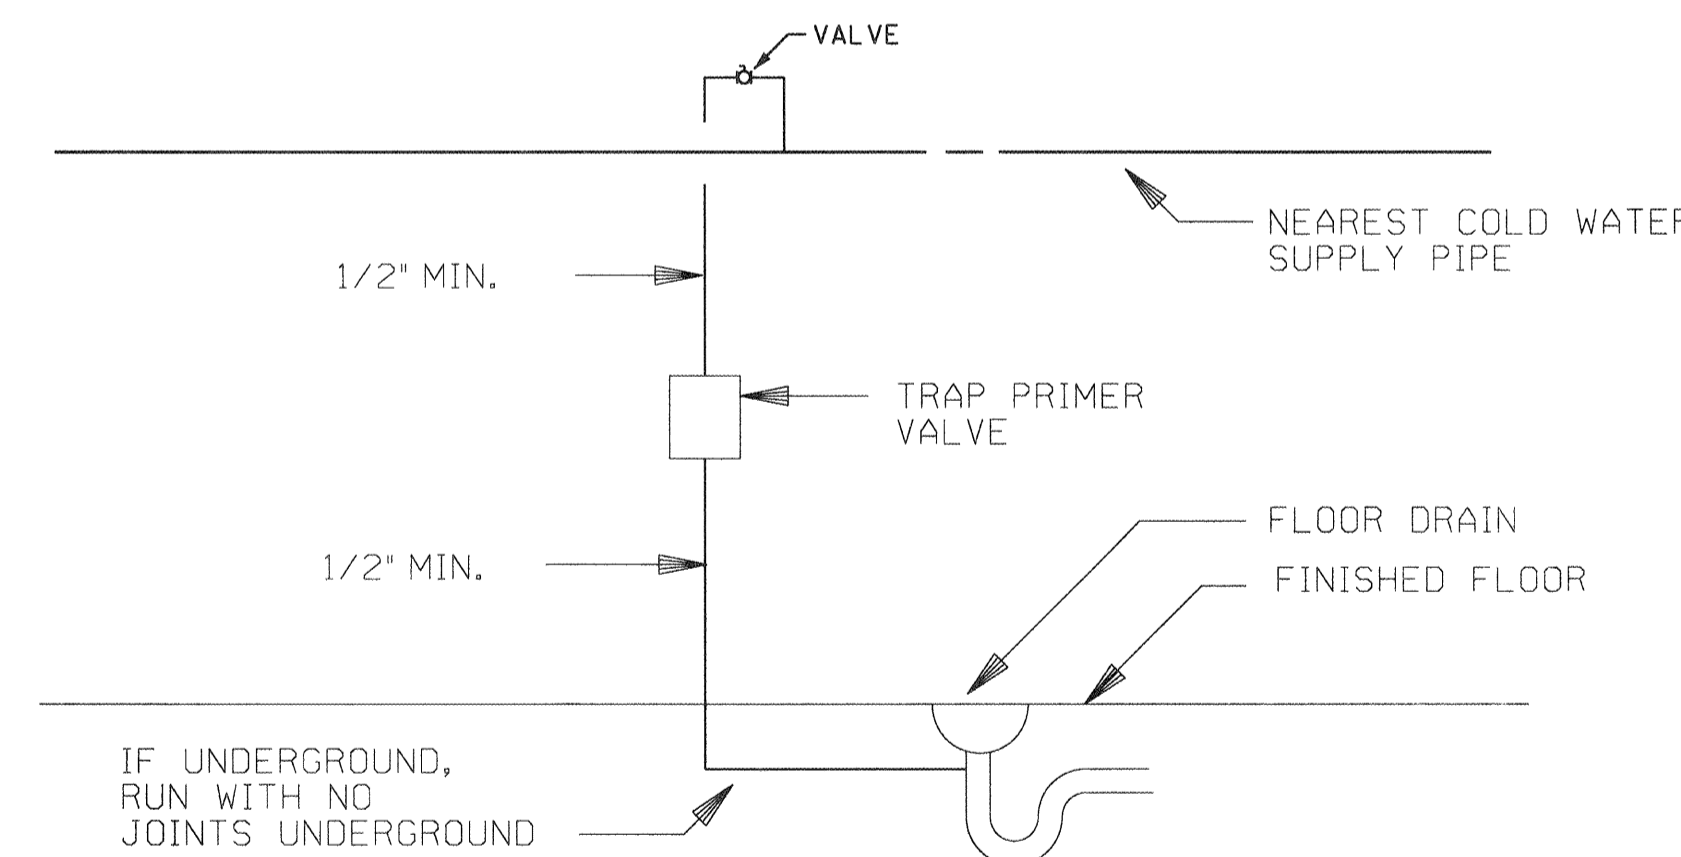 VALVE
NEAREST COLD WATER
SUPPLY PIPE
1/2" MIN.
TRAP PRIMER
VALVE
FLOOR DRAIN
1/2" MIN.
FINISHED FLOOR
IF UNDERGROUND,
RUN WITH NO
JOINTS UNDERGROUND